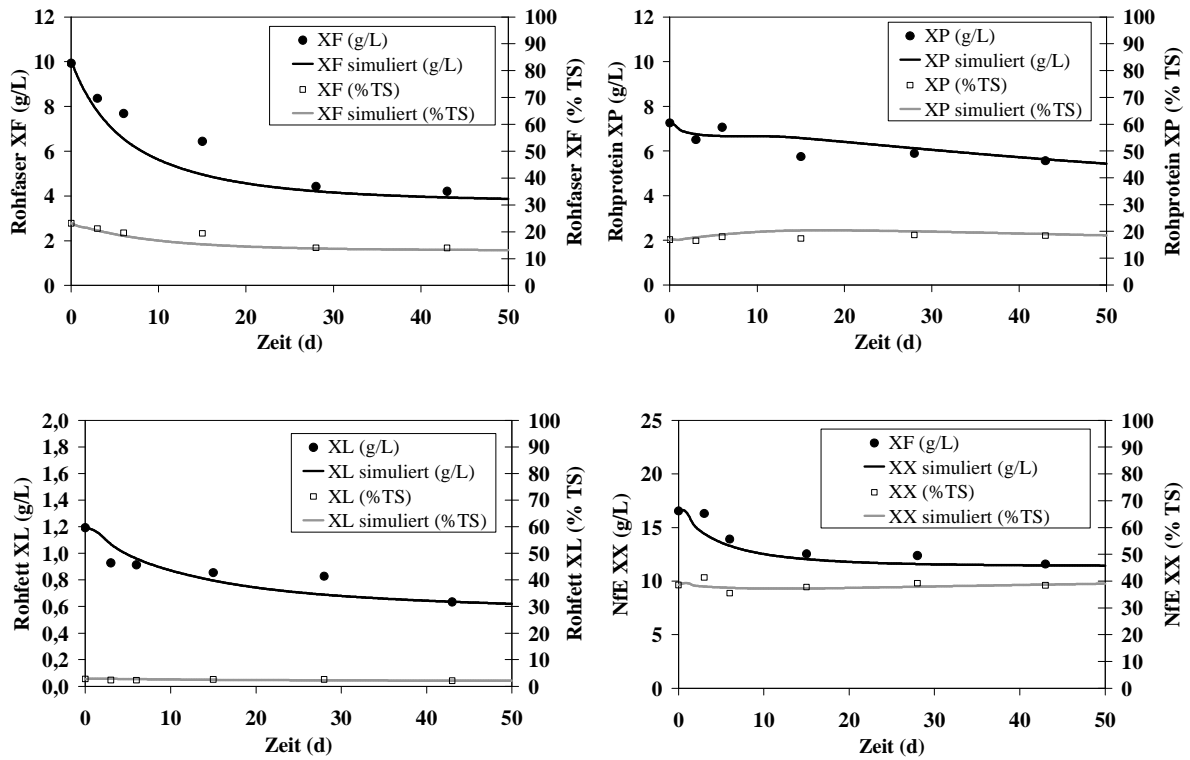 12
10
8
6
4
2
0
Rohfaser XF (g/L)
XF (g/L)
XF simuliert (g/L)
XF (%TS)
XF simuliert (%TS)
100
90
80
70
60
50
40
30
20
10
0
Rohfaser XF (% TS)
0 10 20 30 40 50
Zeit (d)
12
10
8
6
4
2
0
Rohprotein XP (g/L)
XP (g/L)
XP simuliert (g/L)
XP (%TS)
XP simuliert (%TS)
100
90
80
70
60
50
40
30
20
10
0
Rohprotein XP (% TS)
0 10 20 30 40 50
Zeit (d)
2,0
1,8
1,6
1,4
1,2
1,0
0,8
0,6
0,4
0,2
0,0
Rohfett XL (g/L)
XL (g/L)
XL simuliert (g/L)
XL (%TS)
XL simuliert (%TS)
100
90
80
70
60
50
40
30
20
10
0
Rohfett XL (% TS)
0 10 20 30 40 50
Zeit (d)
25
20
15
10
5
0
NfE XX (g/L)
XF (g/L)
XX simuliert (g/L)
XX (%TS)
XX simuliert (%TS)
100
90
80
70
60
50
40
30
20
10
0
NfE XX (% TS)
0 10 20 30 40 50
Zeit (d)